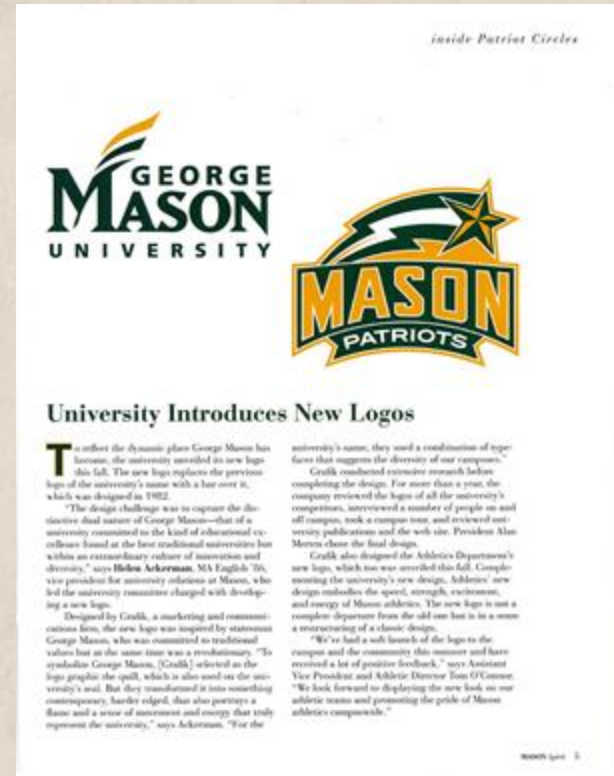 inside Patriot Circles
GEORGE
MASON
UNIVERSITY
MASON
PATRIOTS
University Introduces New Logos
To reflect the dynamic place George Mason has
become, the university unveiled its new logo
this fall. The new logo replaces the previous
logo of the university's name with a bar over it,
which was designed in 1982.
"The design challenge was to capture the dis-
tinctive dual nature of George Mason—that of a
university committed to the kind of educational ex-
cellence found at the best traditional universities but
within an extraordinary culture of innovation and
diversity," says Helen Ackerman, MA English '86,
vice president for university relations at Mason, who
led the university committee charged with develop-
ing a new logo.
Designed by Grafik, a marketing and communi-
cations firm, the new logo was inspired by statesman
George Mason, who was committed to traditional
values but at the same time was a revolutionary. "To
symbolize George Mason, [Grafik] selected as the
logo graphic the quill, which is also used on the uni-
versity's seal. But they transformed it into something
contemporary, harder edged, that also portrays a
flame and a sense of movement and energy that truly
represent the university," says Ackerman. "For the
university's name, they used a combination of type-
faces that suggests the diversity of our campuses."
Grafik conducted extensive research before
completing the design. For more than a year, the
company reviewed the logos of all the university's
competitors, interviewed a number of people on and
off campus, took a campus tour, and reviewed uni-
versity publications and the web site. President Alan
Merten chose the final design.
Grafik also designed the Athletics Department's
new logo, which too was unveiled this fall. Comple-
menting the university's new design, Athletics' new
design embodies the speed, strength, excitement,
and energy of Mason athletics. The new logo is not a
complete departure from the old one but is in a sense
a restructuring of a classic design.
"We've had a soft launch of the logo to the
campus and the community this summer and have
received a lot of positive feedback," says Assistant
Vice President and Athletic Director Tom O'Connor.
"We look forward to displaying the new look on our
athletic teams and promoting the pride of Mason
athletics campuswide."
MASON Spirit 5